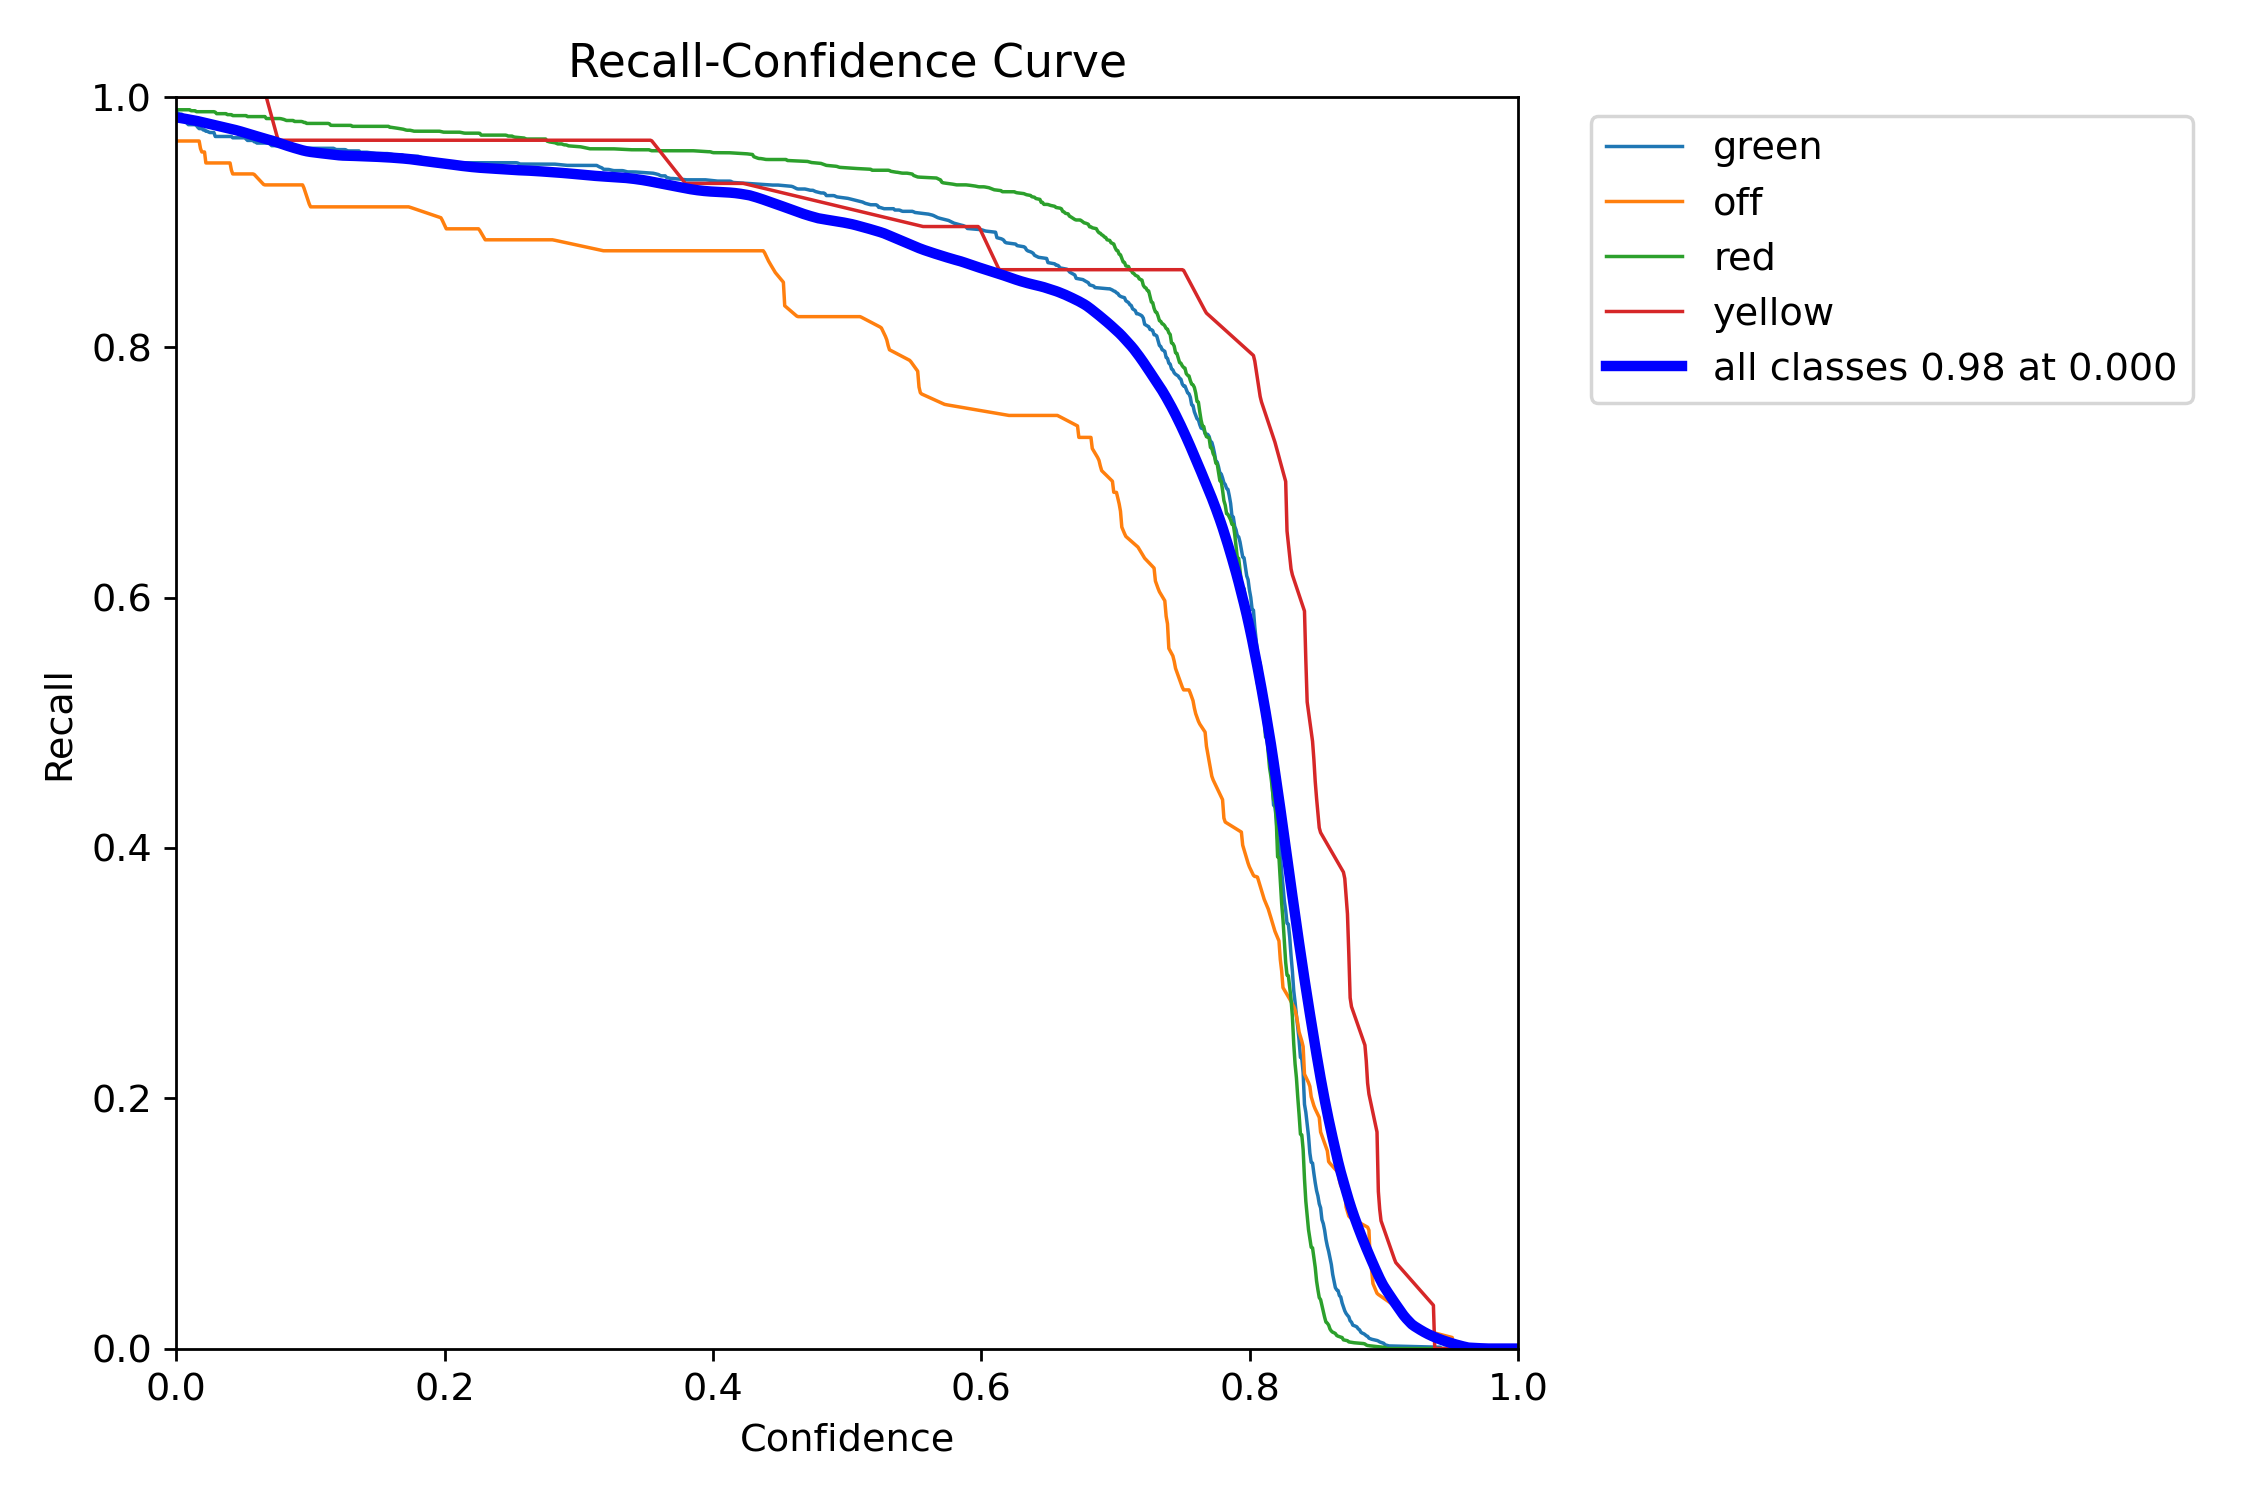 Recall-Confidence Curve
1.0
0.8
0.6
0.4
0.2
0.0
Recall
0.0 0.2 0.4 0.6 0.8 1.0
Confidence
green
off
red
yellow
all classes 0.98 at 0.000